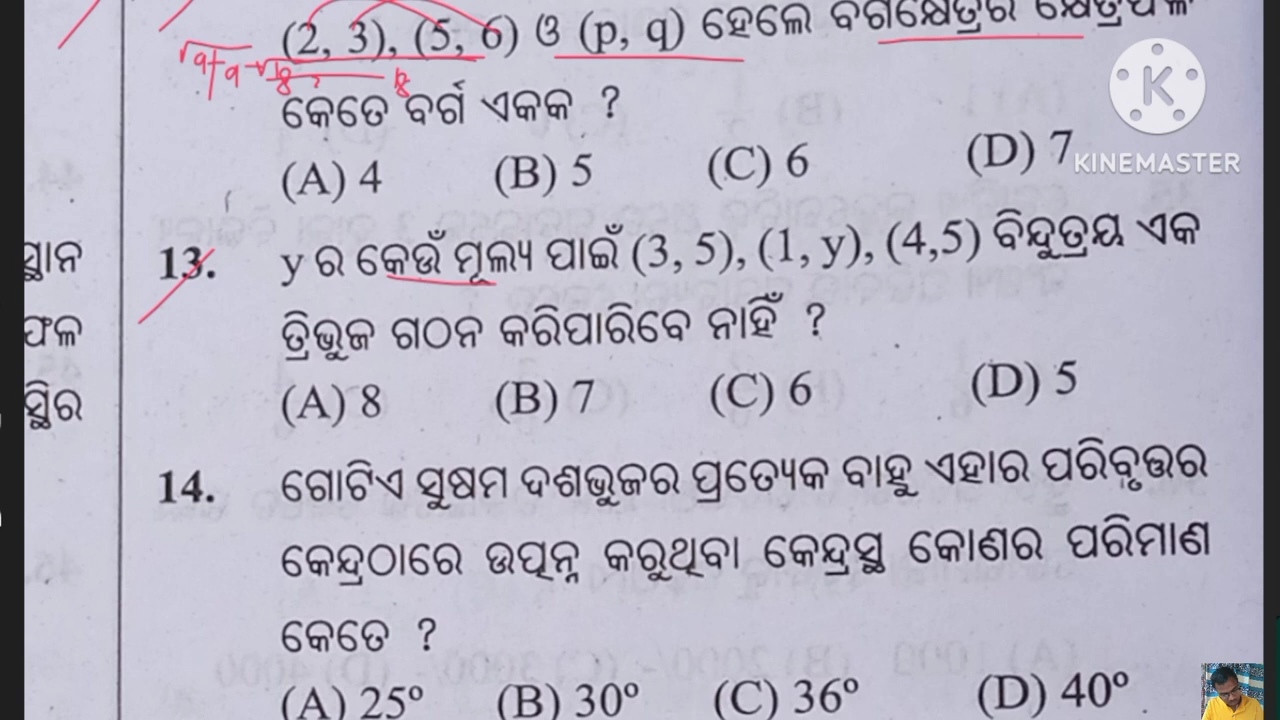 (2, 3), (5, 6) ଓ (p, q) ହେଲେ ବର୍ଗକ୍ଷେତ୍ରର କ୍ଷେତ୍ରଫଳ
କେତେ ବର୍ଗ ଏକକ ?
(A) 4 (B) 5 (C) 6 (D) 7
KINEMASTER
13. y ର କେଉଁ ମୂଲ୍ୟ ପାଇଁ (3, 5), (1, y), (4,5) ବିନ୍ଦୁତ୍ରୟ ଏକ
ତ୍ରିଭୁଜ ଗଠନ କରିପାରିବେ ନାହିଁ ?
(A) 8 (B) 7 (C) 6 (D) 5
14. ଗୋଟିଏ ସୁଷମ ଦଶଭୁଜର ପ୍ରତ୍ୟେକ ବାହୁ ଏହାର ପରିବୃତ୍ତର
କେନ୍ଦ୍ରଠାରେ ଉତ୍ପନ୍ନ କରୁଥିବା କେନ୍ଦ୍ରସ୍ଥ କୋଣର ପରିମାଣ
କେତେ ?
(A) 25° (B) 30° (C) 36° (D) 40°